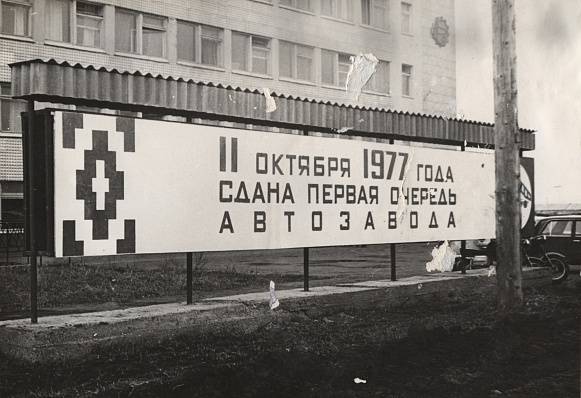 11 ОКТЯБРЯ 1977 ГОДА
СДАНА ПЕРВАЯ ОЧЕРЕДЬ
АВТОЗАВОДА